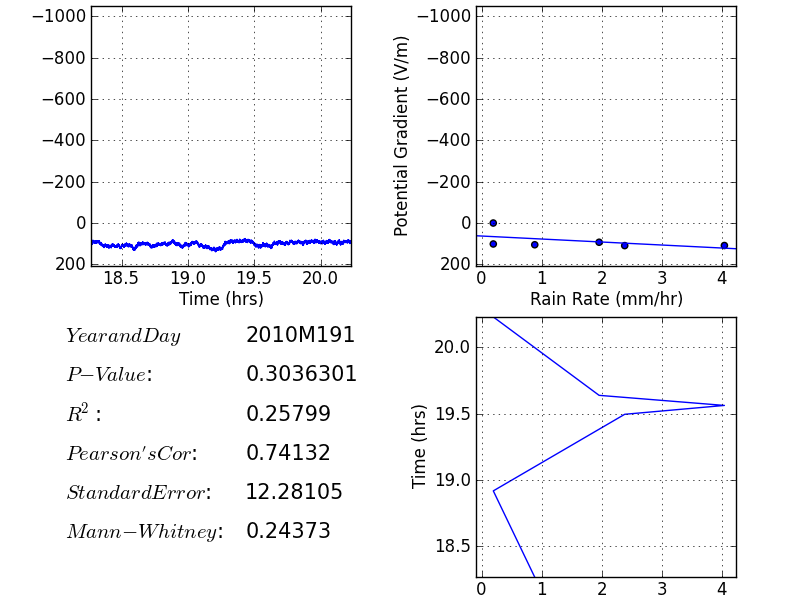 −1000
−800
−600
−400
−200
0
200
18.5 19.0 19.5 20.0
Time (hrs)
Potential Gradient (V/m)
−1000
−800
−600
−400
−200
0
200
0 1 2 3 4
Rain Rate (mm/hr)
YearandDay 2010M191
P−Value: 0.3036301
R²: 0.25799
Pearson'sCor: 0.74132
StandardError: 12.28105
Mann−Whitney: 0.24373
Time (hrs)
20.0
19.5
19.0
18.5
0 1 2 3 4